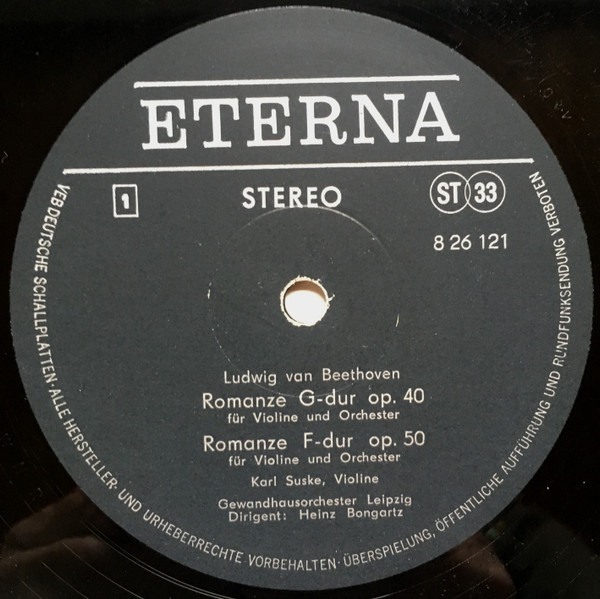 ETERNA
1
STEREO
ST 33
8 26 121
Ludwig van Beethoven
Romanze G-dur op. 40
für Violine und Orchester
Romanze F-dur op. 50
für Violine und Orchester
Karl Suske, Violine
Gewandhausorchester Leipzig
Dirigent: Heinz Bongartz
VEB DEUTSCHE SCHALLPLATTEN · ALLE HERSTELLER- UND URHEBERRECHTE VORBEHALTEN · ÜBERSPIELUNG, ÖFFENTLICHE AUFFÜHRUNG UND RUNDFUNKSENDUNG VERBOTEN